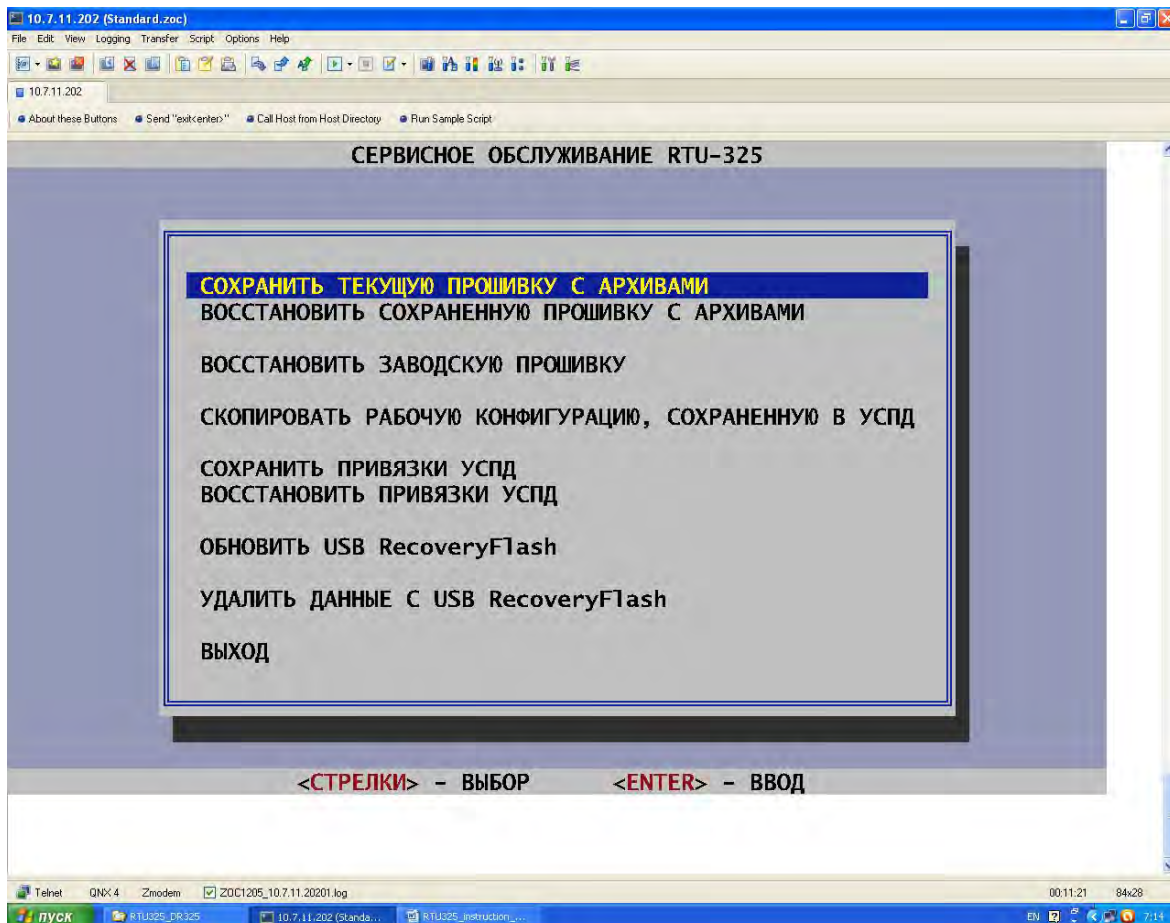 10.7.11.202 (Standard.zoc)
File Edit View Logging Transfer Script Options Help
10.7.11.202
About these Buttons Send "exit<enter>" Call Host from Host Directory Run Sample Script
СЕРВИСНОЕ ОБСЛУЖИВАНИЕ RTU-325
СОХРАНИТЬ ТЕКУЩУЮ ПРОШИВКУ С АРХИВАМИ
ВОССТАНОВИТЬ СОХРАНЕННУЮ ПРОШИВКУ С АРХИВАМИ
ВОССТАНОВИТЬ ЗАВОДСКУЮ ПРОШИВКУ
СКОПИРОВАТЬ РАБОЧУЮ КОНФИГУРАЦИЮ, СОХРАНЕННУЮ В УСПД
СОХРАНИТЬ ПРИВЯЗКИ УСПД
ВОССТАНОВИТЬ ПРИВЯЗКИ УСПД
ОБНОВИТЬ USB RecoveryFlash
УДАЛИТЬ ДАННЫЕ С USB RecoveryFlash
ВЫХОД
<СТРЕЛКИ> – ВЫБОР <ENTER> – ВВОД
Telnet QNX 4 Zmodem ZOC1205_10.7.11.20201.log 00:11:21 84x28
пуск RTU325_DR325 10.7.11.202 (Standa... RTU325_instruction_... EN 7:14